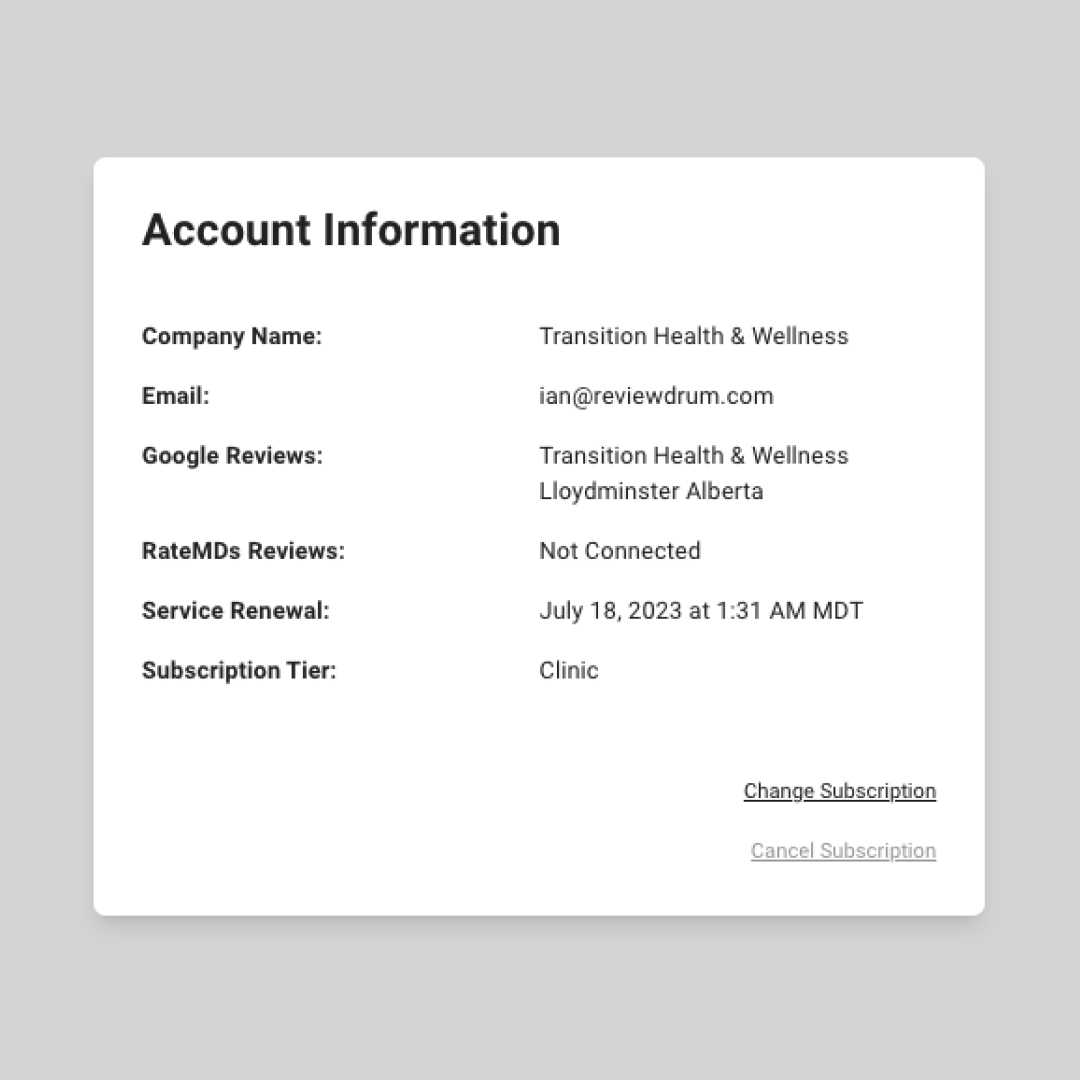 Account Information
Company Name: Transition Health & Wellness
Email: ian@reviewdrum.com
Google Reviews: Transition Health & Wellness
Lloydminster Alberta
RateMDs Reviews: Not Connected
Service Renewal: July 18, 2023 at 1:31 AM MDT
Subscription Tier: Clinic
Change Subscription
Cancel Subscription